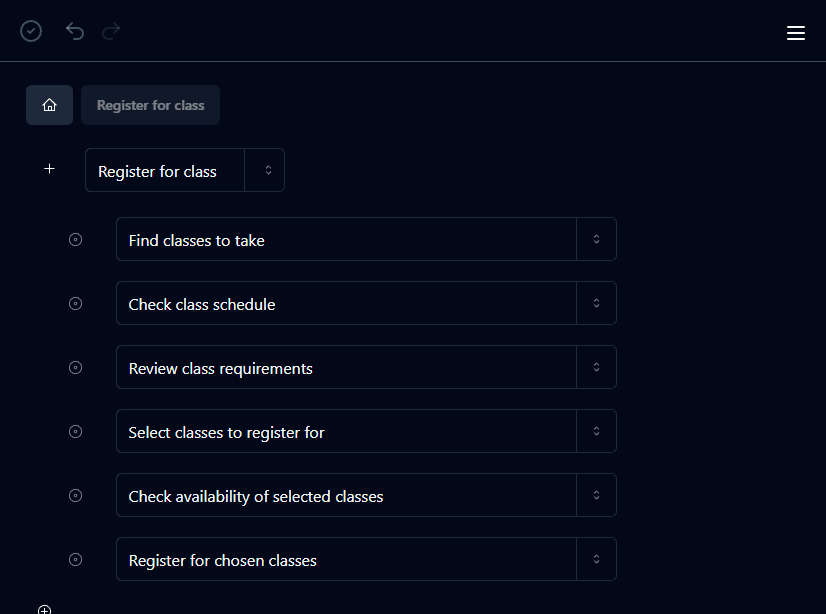 Register for class
Register for class
Find classes to take
Check class schedule
Review class requirements
Select classes to register for
Check availability of selected classes
Register for chosen classes